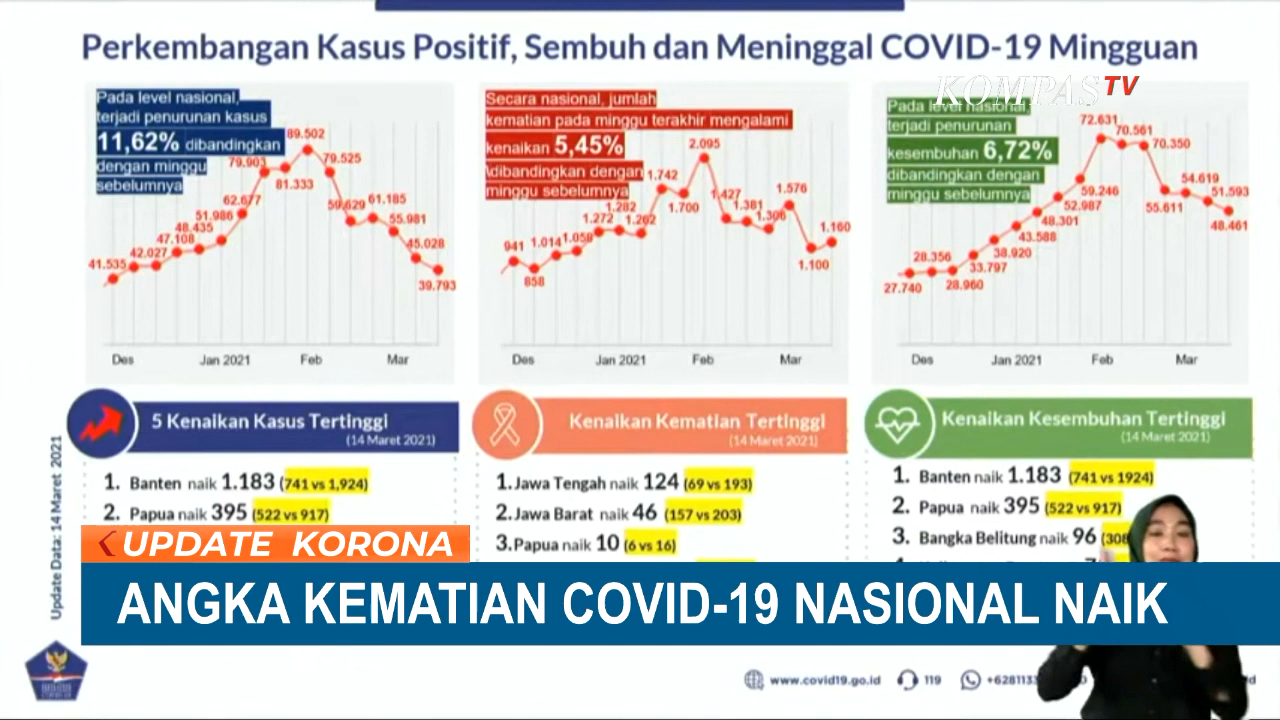 Perkembangan Kasus Positif, Sembuh dan Meninggal COVID-19 Mingguan
KOMPAS TV
Pada level nasional,
terjadi penurunan kasus
11,62% dibandingkan
dengan minggu
sebelumnya
41.535
42.027
47.108
48.435
51.986
62.677
79.903
81.333
89.502
79.525
59.629
61.185
55.981
45.028
39.793
Des
Jan 2021
Feb
Mar
Secara nasional, jumlah
kematian pada minggu terakhir mengalami
kenaikan 5,45%
\dibandingkan dengan
minggu sebelumnya
941
858
1.014
1.059
1.272
1.282
1.262
1.742
1.700
2.095
1.427
1.381
1.306
1.576
1.100
1.160
Des
Jan 2021
Feb
Mar
Pada level nasional,
terjadi penurunan
kesembuhan 6,72%
dibandingkan dengan
minggu sebelumnya
27.740
28.356
28.960
33.797
38.920
43.588
48.301
52.987
59.246
72.631
70.561
70.350
55.611
54.619
51.593
48.461
Des
Jan 2021
Feb
Mar
5 Kenaikan Kasus Tertinggi
(14 Maret 2021)
1. Banten naik 1.183 (741 vs 1,924)
2. Papua naik 395 (522 vs 917)
Kenaikan Kematian Tertinggi
(14 Maret 2021)
1. Jawa Tengah naik 124 (69 vs 193)
2. Jawa Barat naik 46 (157 vs 203)
3. Papua naik 10 (6 vs 16)
Kenaikan Kesembuhan Tertinggi
(14 Maret 2021)
1. Banten naik 1.183 (741 vs 1924)
2. Papua naik 395 (522 vs 917)
3. Bangka Belitung naik 96 (308
Update Data: 14 Maret 2021
UPDATE KORONA
ANGKA KEMATIAN COVID-19 NASIONAL NAIK
www.covid19.go.id
119
+6281133